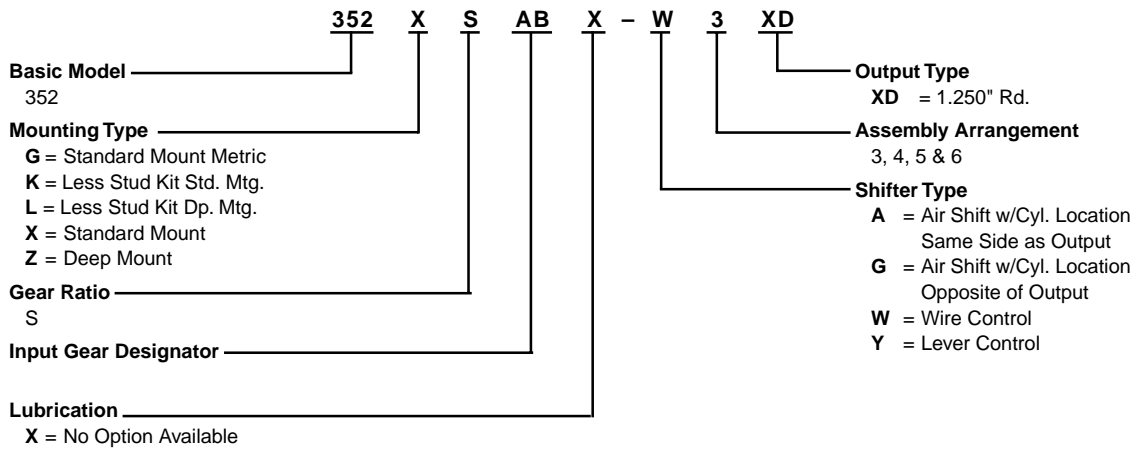 352 X S AB X – W 3 XD
Basic Model
352
Mounting Type
G = Standard Mount Metric
K = Less Stud Kit Std. Mtg.
L = Less Stud Kit Dp. Mtg.
X = Standard Mount
Z = Deep Mount
Gear Ratio
S
Input Gear Designator
Lubrication
X = No Option Available
Output Type
XD = 1.250" Rd.
Assembly Arrangement
3, 4, 5 & 6
Shifter Type
A = Air Shift w/Cyl. Location
Same Side as Output
G = Air Shift w/Cyl. Location
Opposite of Output
W = Wire Control
Y = Lever Control